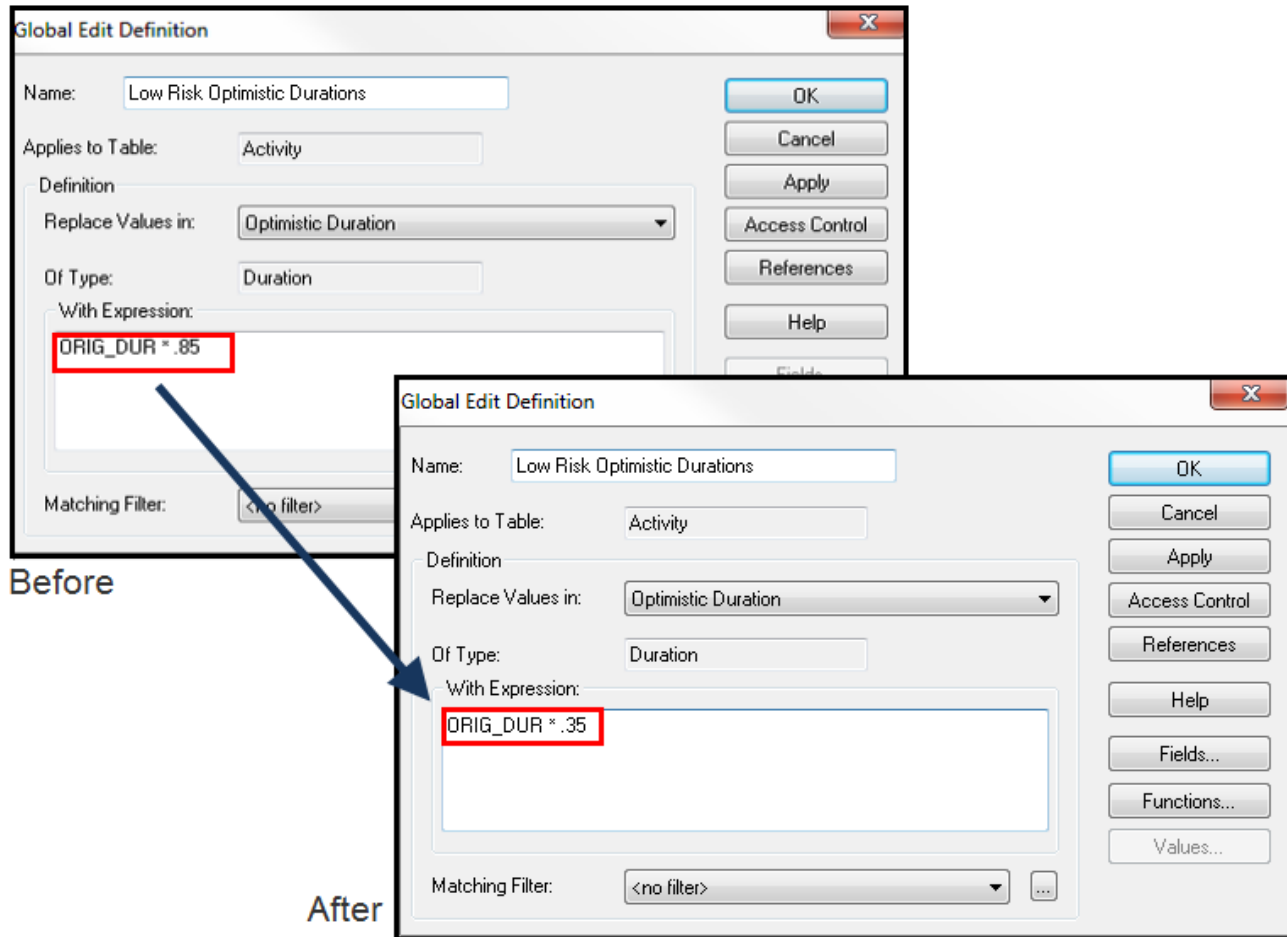 Global Edit Definition
Name: Low Risk Optimistic Durations
OK
Applies to Table: Activity
Cancel
Definition
Apply
Replace Values in: Optimistic Duration
Access Control
Of Type: Duration
References
With Expression:
Help
ORIG_DUR * .85
Fields...
Matching Filter: <no filter>
Before
Global Edit Definition
Name: Low Risk Optimistic Durations
OK
Applies to Table: Activity
Cancel
Definition
Apply
Replace Values in: Optimistic Duration
Access Control
Of Type: Duration
References
With Expression:
Help
ORIG_DUR * .35
Fields...
Functions...
Values...
Matching Filter: <no filter>
...
After